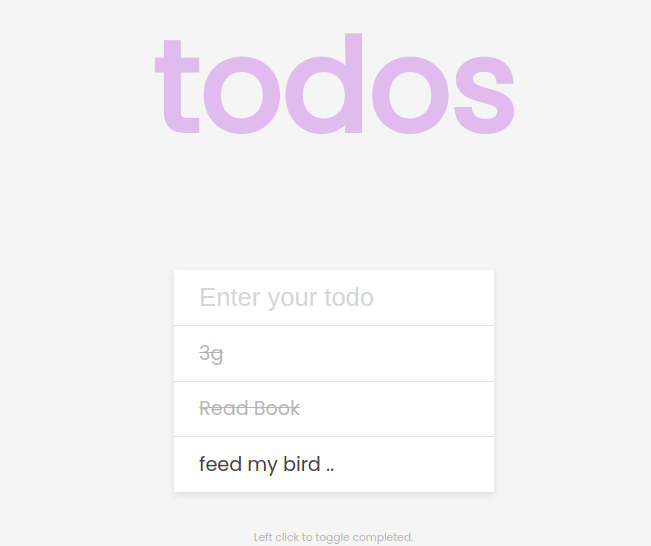 todos
Enter your todo
3g
Read Book
feed my bird ..
Left click to toggle completed.